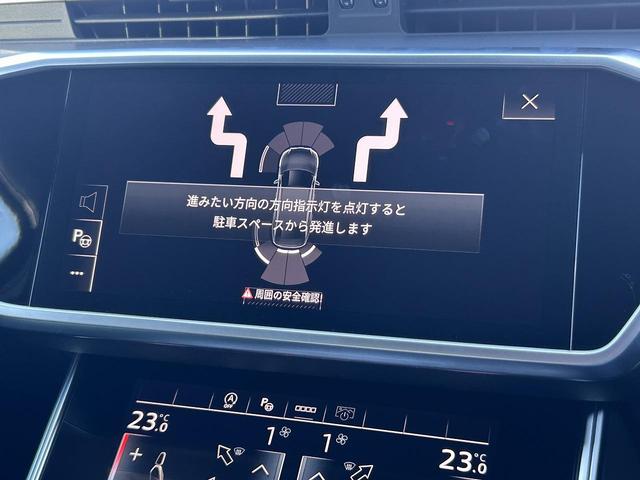 進みたい方向の方向指示灯を点灯すると
駐車スペースから発進します
P
周囲の安全確認!
A
OFF
P
23.0°C
1
1
23.0°C